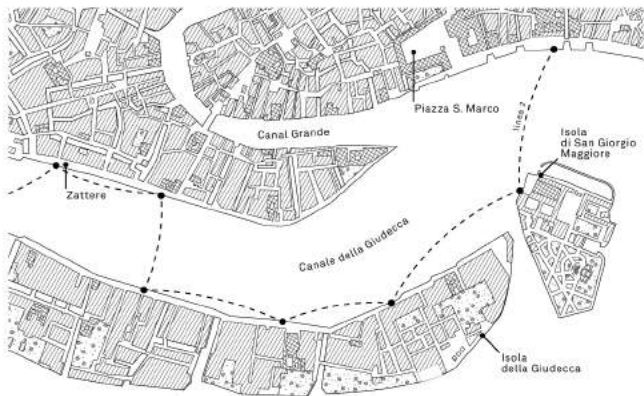 Piazza S. Marco
linea 2
Canal Grande
Isola
di San Giorgio
Maggiore
Zattere
Canale della Giudecca
Isola
della Giudecca